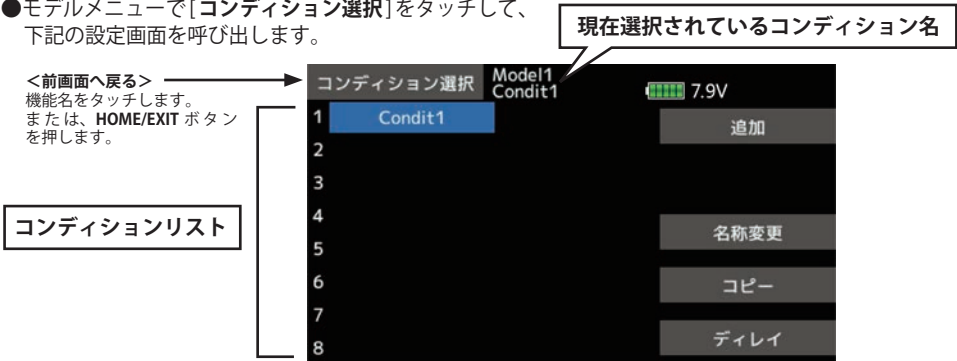 ●モデルメニューで[コンディション選択]をタッチして、
下記の設定画面を呼び出します。
現在選択されているコンディション名
<前画面へ戻る>
機能名をタッチします。
または、HOME/EXIT ボタン
を押します。
コンディション選択
Model1
Condit1
7.9V
1 Condit1
追加
2
3
4
名称変更
5
コンディションリスト
6
コピー
7
ディレイ
8